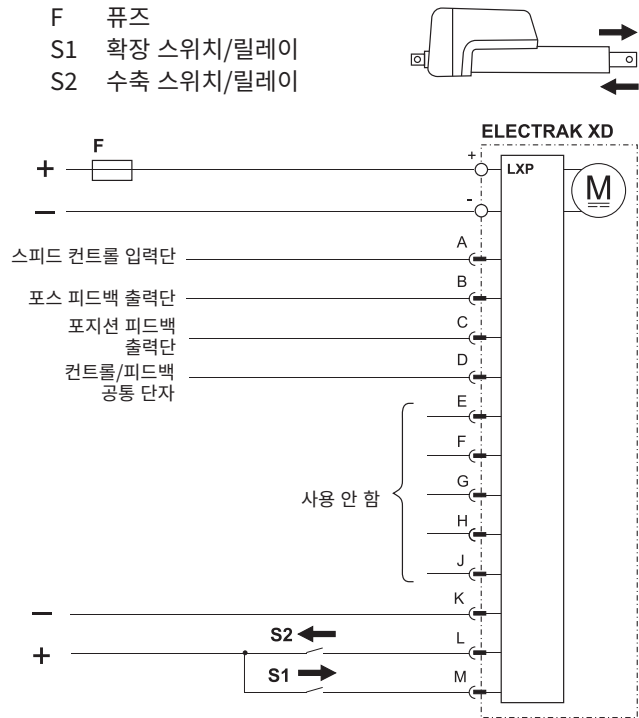 F 퓨즈
S1 확장 스위치/릴레이
S2 수축 스위치/릴레이
ELECTRAK XD
F
+
+
LXP
M
-
-
스피드 컨트롤 입력단
A
포스 피드백 출력단
B
포지션 피드백
출력단
C
컨트롤/피드백
공통 단자
D
E
F
G
사용 안 함
H
J
K
-
S2
L
+
S1
M